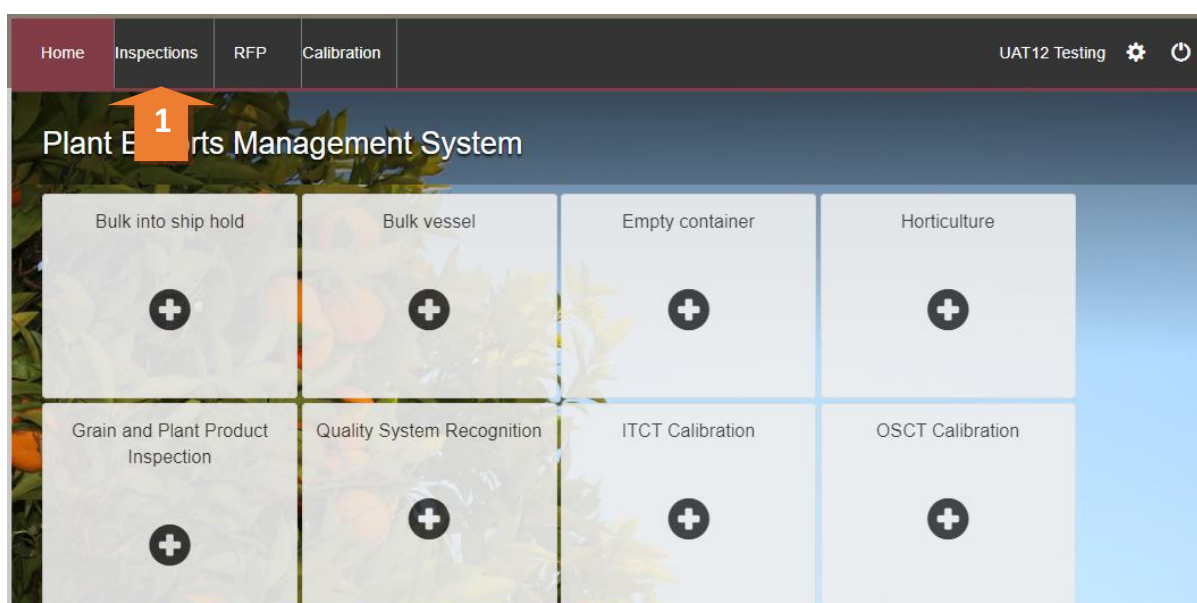 Home Inspections RFP Calibration UAT12 Testing
1
Plant E rts Management System
Bulk into ship hold Bulk vessel Empty container Horticulture
Grain and Plant Product Quality System Recognition ITCT Calibration OSCT Calibration
Inspection